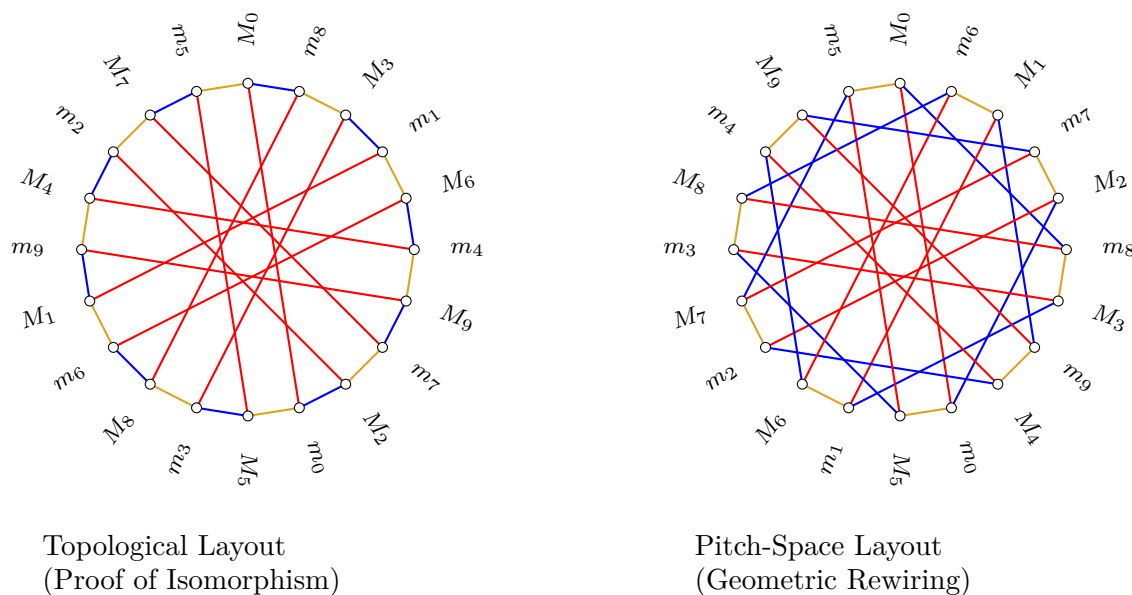 M₀
m₈
M₃
m₁
M₆
m₄
M₉
m₇
M₂
m₀
M₅
m₃
M₈
m₆
M₁
m₉
M₄
m₂
M₇
m₅
Topological Layout
(Proof of Isomorphism)
M₀
m₆
M₁
m₇
M₂
m₈
M₃
m₉
M₄
m₀
M₅
m₁
M₆
m₂
M₇
m₃
M₈
m₄
M₉
m₅
Pitch-Space Layout
(Geometric Rewiring)